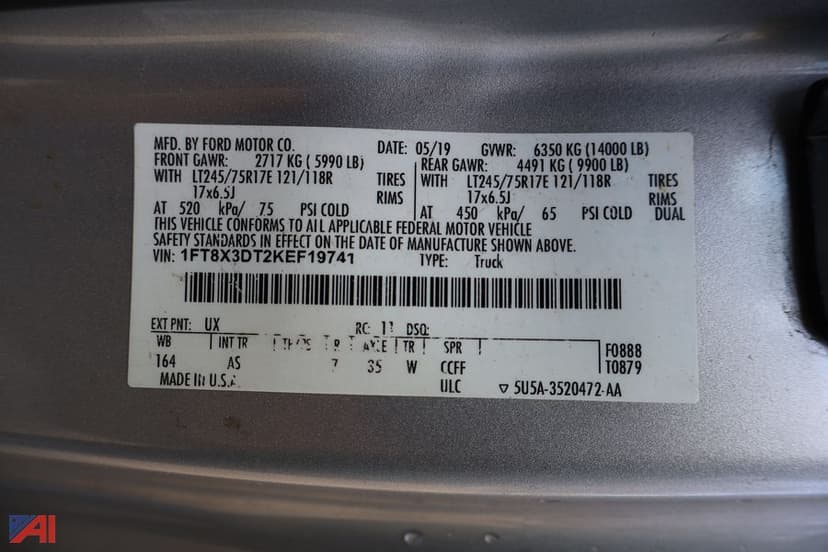 MFD. BY FORD MOTOR CO. DATE: 05/19 GVWR: 6350 KG (14000 LB)
FRONT GAWR: 2717 KG ( 5990 LB) REAR GAWR: 4491 KG ( 9900 LB)
WITH LT245/75R17E 121/118R TIRES WITH LT245/75R17E 121/118R TIRES
17x6.5J RIMS 17x6.5J RIMS
AT 520 kPa/ 75 PSI COLD AT 450 kPa/ 65 PSI COLD DUAL
THIS VEHICLE CONFORMS TO ALL APPLICABLE FEDERAL MOTOR VEHICLE
SAFETY STANDARDS IN EFFECT ON THE DATE OF MANUFACTURE SHOWN ABOVE.
VIN: 1FT8X3DT2KEF19741 TYPE: Truck
EXT PNT: UX RC: 11 DSO:
WB INT TR R AXLE TR SPR F0888
164 AS 7 35 W CCFF T0879
MADE IN U.S.A. ULC ▽ 5U5A-3520472-AA
AI